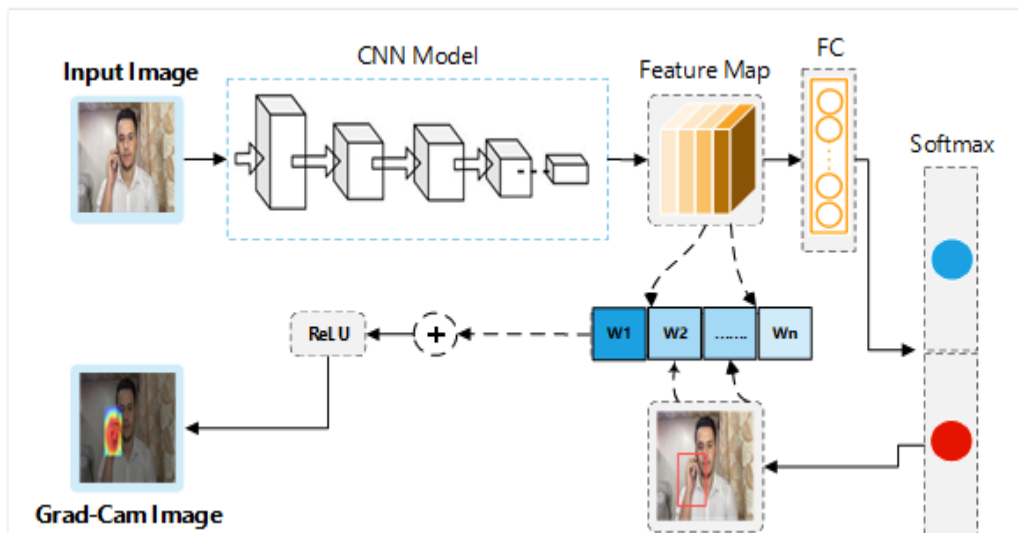 Input Image
CNN Model
Feature Map
FC
Softmax
W1
W2
.......
Wn
+
ReLU
Grad-Cam Image